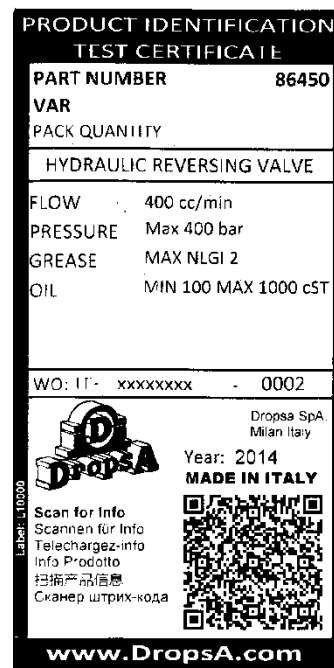 PRODUCT IDENTIFICATION
TEST CERTIFICATE
PART NUMBER 86450
VAR
PACK QUANTITY
HYDRAULIC REVERSING VALVE
FLOW 400 cc/min
PRESSURE Max 400 bar
GREASE MAX NLGI 2
OIL MIN 100 MAX 1000 cST
WO: IT- xxxxxxxx - 0002
DropsA
Dropsa SpA.
Milan Italy
Year: 2014
MADE IN ITALY
Label: L10000
Scan for Info
Scannen für Info
Telechargez-info
Info Prodotto
扫描产品信息
Сканер штрих-кода
www.DropsA.com